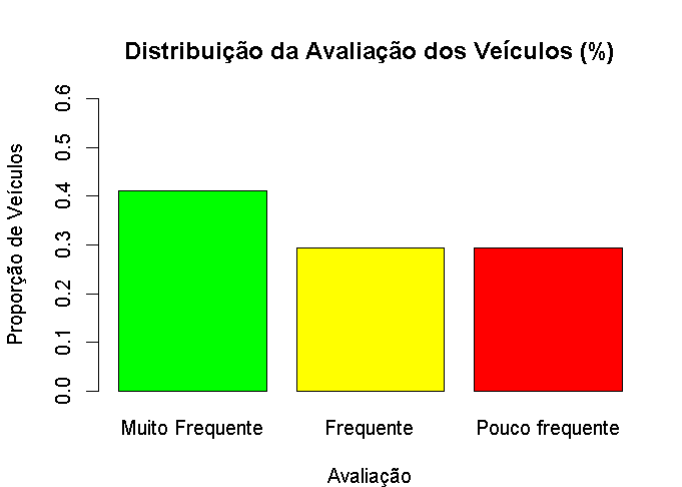 Distribuição da Avaliação dos Veículos (%)
Proporção de Veículos
0.6
0.5
0.4
0.3
0.2
0.1
0.0
Muito Frequente
Frequente
Pouco frequente
Avaliação